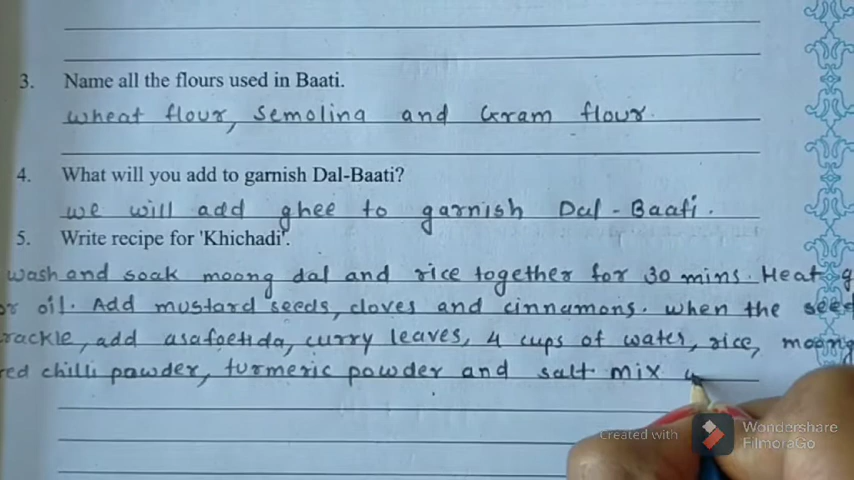 3. Name all the flours used in Baati.
wheat flour, semolina and Gram flour.
4. What will you add to garnish Dal-Baati?
we will add ghee to garnish Dal-Baati.
5. Write recipe for 'Khichadi'.
wash and soak moong dal and rice together for 30 mins. Heat g
or oil. Add mustard seeds, cloves and cinnamons. when the seed
rackle, add asafoetida, curry leaves, 4 cups of water, rice, moong
red chilli pawder, turmeric powder and salt mix
Created with Wondershare FilmoraGo